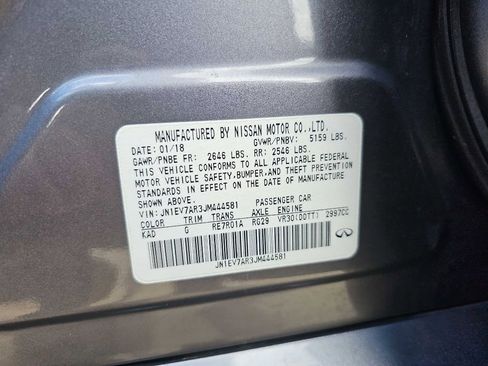 MANUFACTURED BY NISSAN MOTOR CO.,LTD.
DATE: 01/18 GVWR/PNBV: 5159 LBS.
GAWR/PNBE FR: 2646 LBS. RR: 2546 LBS.
THIS VEHICLE CONFORMS TO ALL APPLICABLE FEDERAL
MOTOR VEHICLE SAFETY,BUMPER,AND THEFT PREVENTION
STANDARDS IN EFFECT ON THE DATE OF MANUFACTURE
SHOWN ABOVE.
VIN:JN1EV7AR3JM444581 PASSENGER CAR
COLOR TRIM TRANS AXLE ENGINE
KAD G RE7R01A RG29 VR30(00TT) 2997CC
JN1EV7AR3JM444581